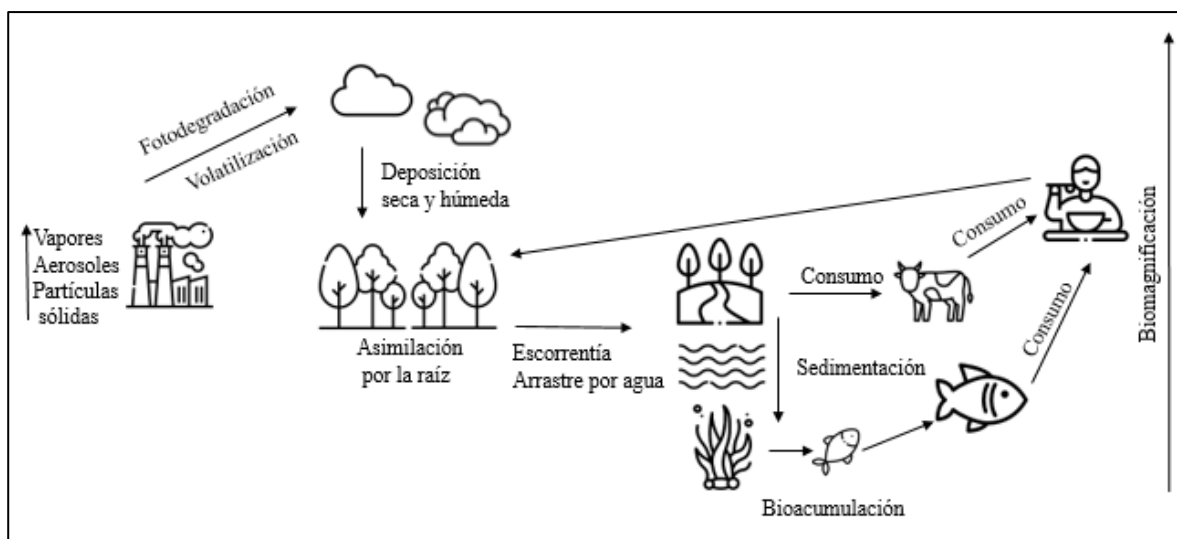 Fotodegradación
Volatilización
Deposición
seca y húmeda
Vapores
Aerosoles
Partículas
sólidas
Asimilación
por la raíz
Escorrentía
Arrastre por agua
Consumo
Consumo
Sedimentación
Consumo
Bioacumulación
Biomagnificación